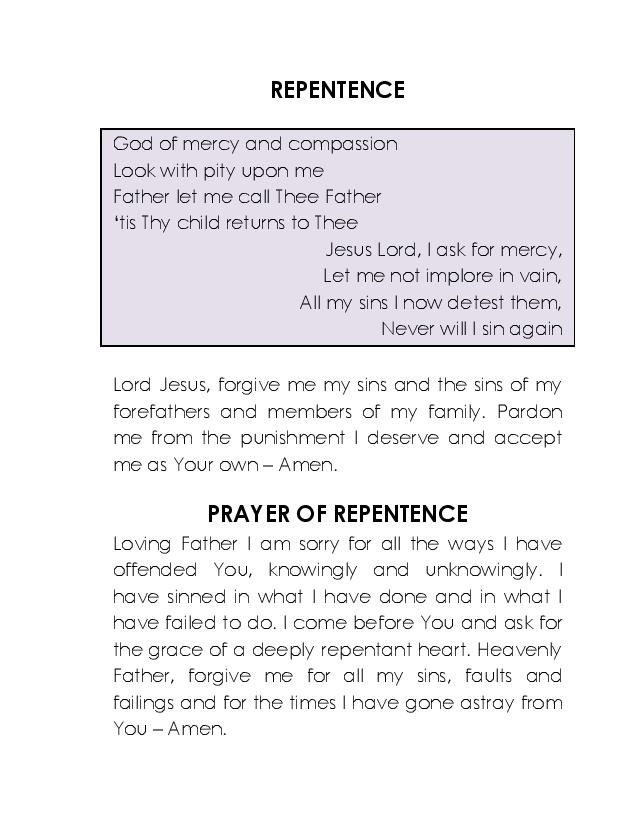 REPENTENCE
God of mercy and compassion
Look with pity upon me
Father let me call Thee Father
‘tis Thy child returns to Thee
Jesus Lord, I ask for mercy,
Let me not implore in vain,
All my sins I now detest them,
Never will I sin again
Lord Jesus, forgive me my sins and the sins of my
forefathers and members of my family. Pardon
me from the punishment I deserve and accept
me as Your own – Amen.
PRAYER OF REPENTENCE
Loving Father I am sorry for all the ways I have
offended You, knowingly and unknowingly. I
have sinned in what I have done and in what I
have failed to do. I come before You and ask for
the grace of a deeply repentant heart. Heavenly
Father, forgive me for all my sins, faults and
failings and for the times I have gone astray from
You – Amen.